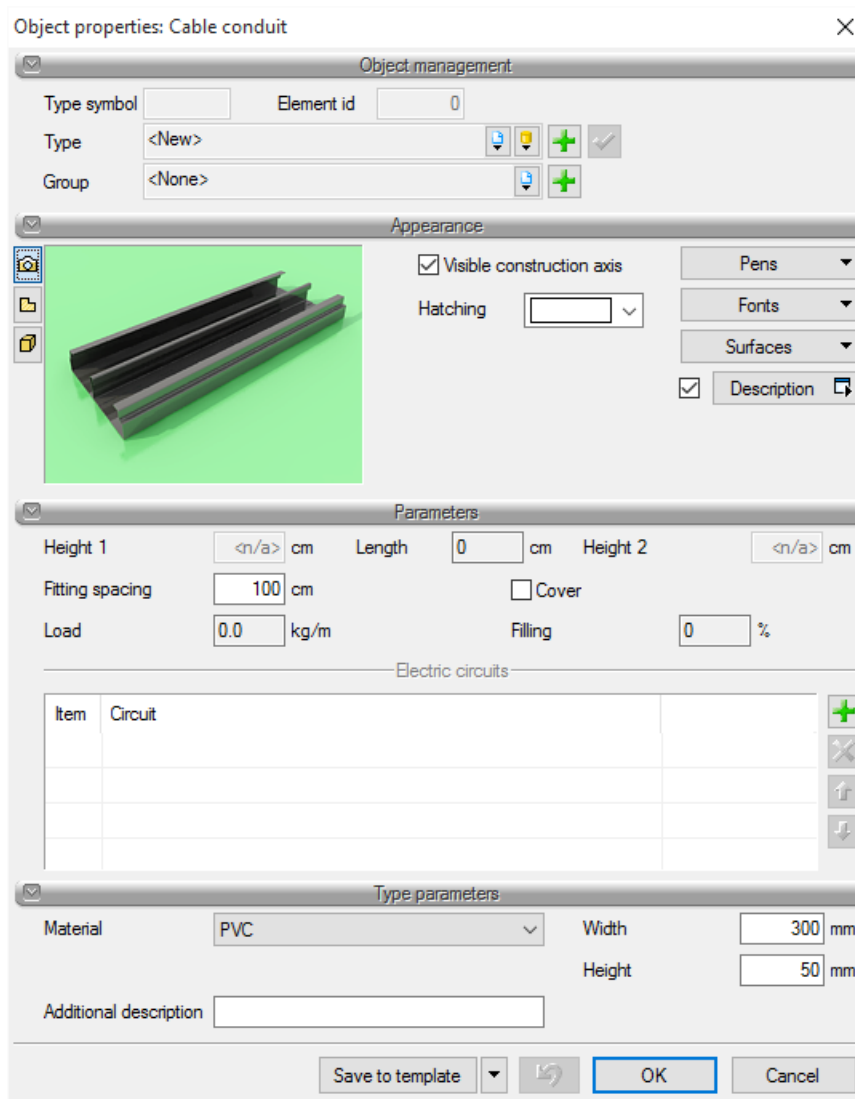 Object properties: Cable conduit
Object management
Type symbol Element id 0
Type <New>
Group <None>
Appearance
Visible construction axis Pens
Hatching Fonts
Surfaces
Description
Parameters
Height 1 <n/a> cm Length 0 cm Height 2 <n/a> cm
Fitting spacing 100 cm Cover
Load 0.0 kg/m Filling 0 %
Electric circuits
Item Circuit
Type parameters
Material PVC Width 300 mm
Height 50 mm
Additional description
Save to template OK Cancel